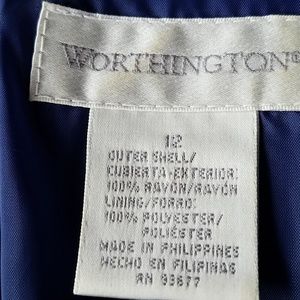 WORTHINGTON®
12
OUTER SHELL/
CUBIERTA-EXTERIOR:
100% RAYON/RAYÓN
LINING/FORRO:
100% POLYESTER/
POLIÉSTER
MADE IN PHILIPPINES
HECHO EN FILIPINAS
RN 93677